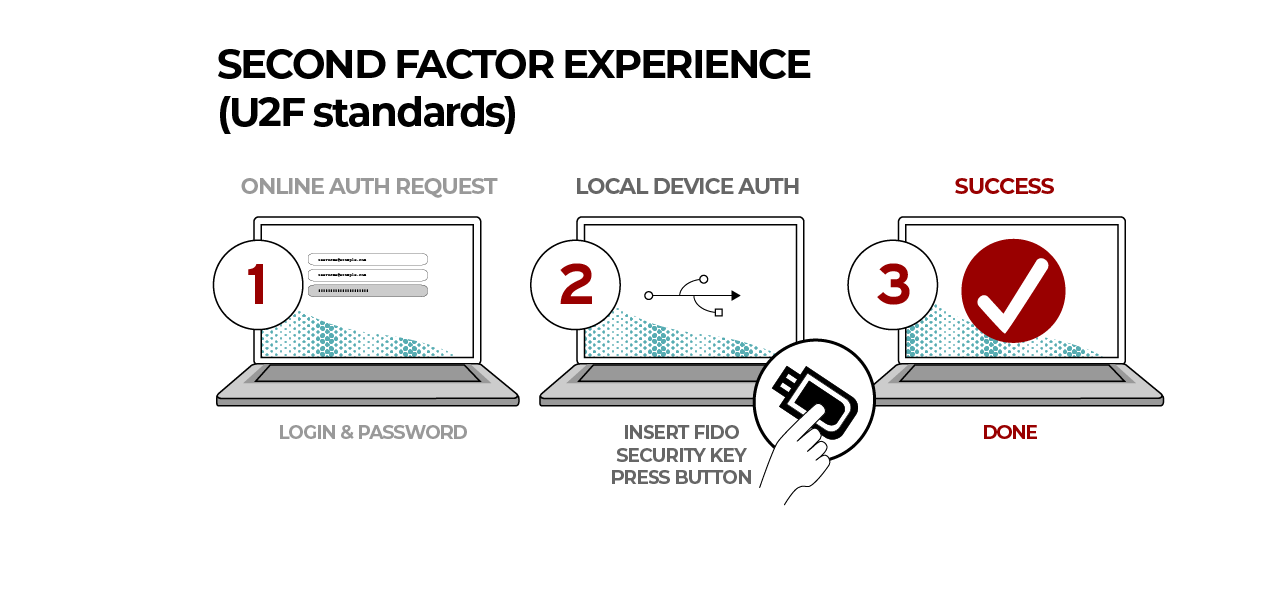 SECOND FACTOR EXPERIENCE
(U2F standards)
ONLINE AUTH REQUEST
LOCAL DEVICE AUTH
SUCCESS
1
2
3
LOGIN & PASSWORD
INSERT FIDO
SECURITY KEY
PRESS BUTTON
DONE